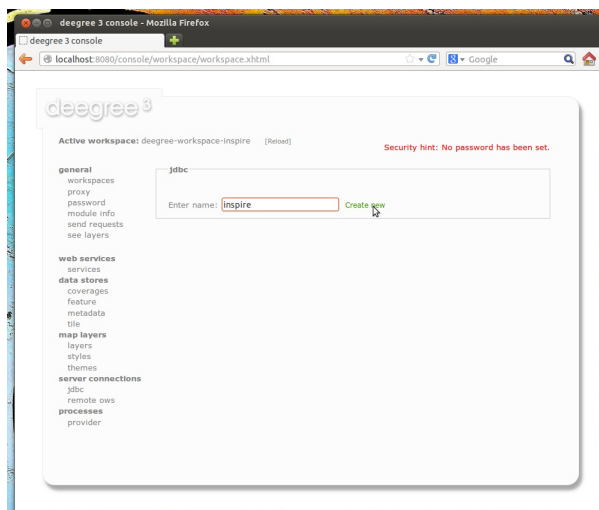 deegree 3 console - Mozilla Firefox
deegree 3 console
localhost:8080/console/workspace/workspace.xhtml
Google
deegree 3
Active workspace: deegree-workspace-inspire [Reload]
Security hint: No password has been set.
general
workspaces
proxy
password
module info
send requests
see layers
web services
services
data stores
coverages
feature
metadata
tile
map layers
layers
styles
themes
server connections
jdbc
remote ows
processes
provider
jdbc
Enter name: inspire Create new